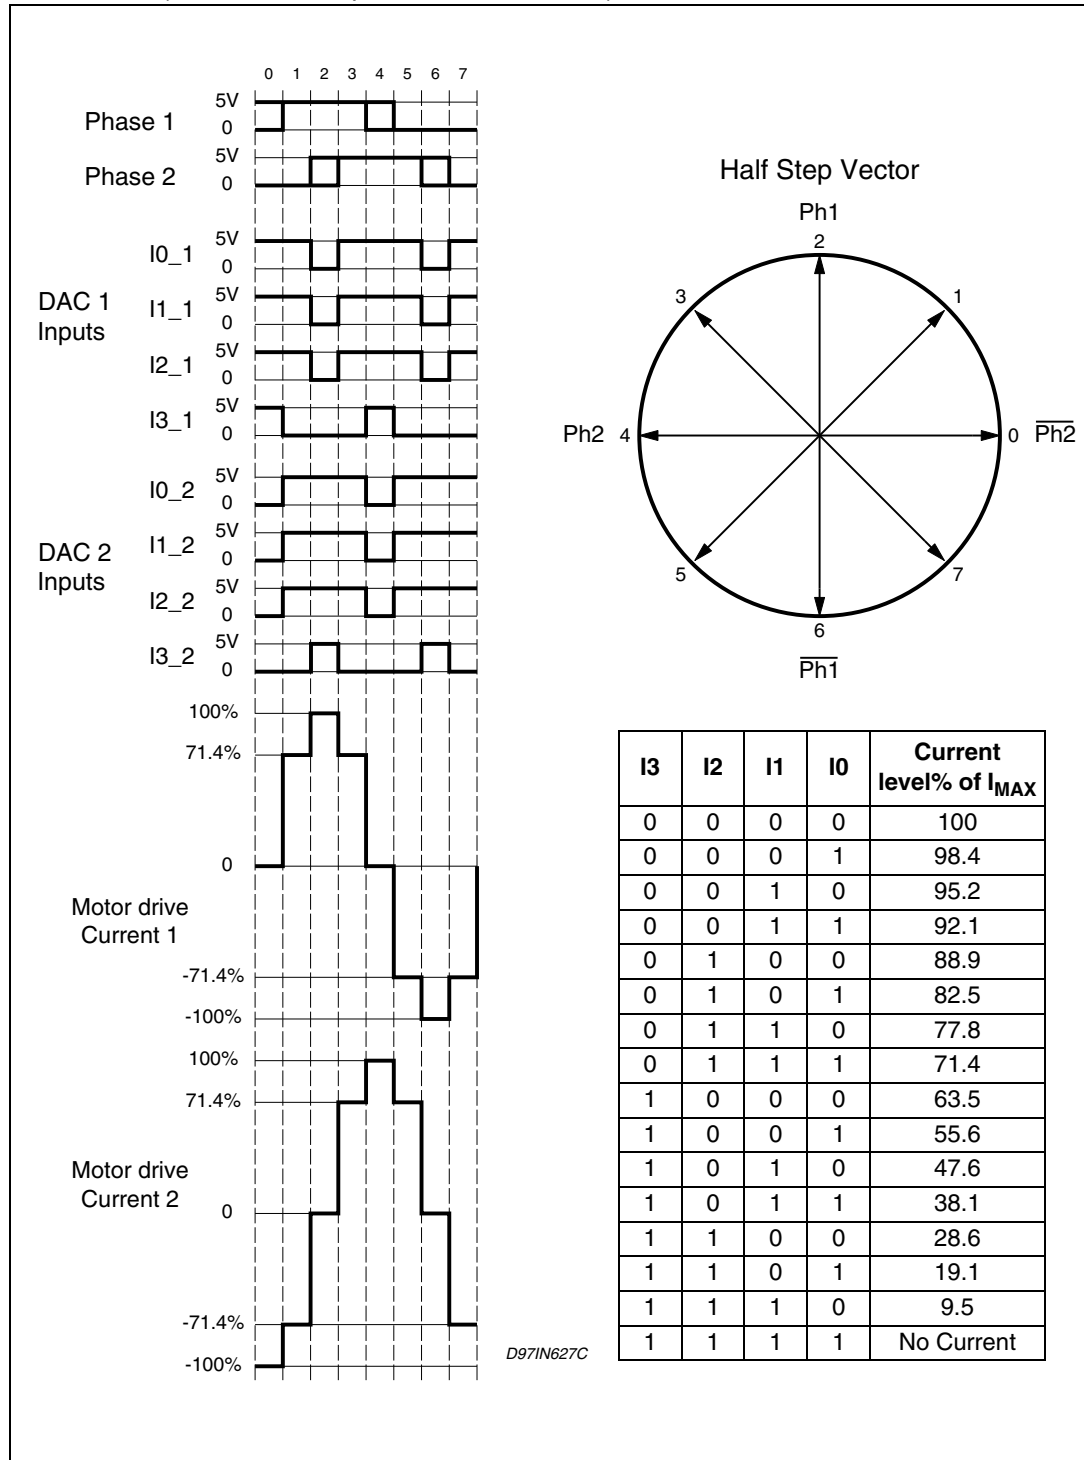 0 1 2 3 4 5 6 7
Phase 1
5V
0
Phase 2
5V
0
DAC 1
Inputs
I0_1
5V
0
I1_1
5V
0
I2_1
5V
0
I3_1
5V
0
DAC 2
Inputs
I0_2
5V
0
I1_2
5V
0
I2_2
5V
0
I3_2
5V
0
100%
71.4%
0
Motor drive
Current 1
-71.4%
-100%
100%
71.4%
Motor drive
Current 2
0
-71.4%
-100%
D97IN627C
Half Step Vector
Ph1
2
3
1
Ph2 4
0 Ph2
5
7
6
Ph1
I3 I2 I1 I0 Current level% of IMAX
0 0 0 0 100
0 0 0 1 98.4
0 0 1 0 95.2
0 0 1 1 92.1
0 1 0 0 88.9
0 1 0 1 82.5
0 1 1 0 77.8
0 1 1 1 71.4
1 0 0 0 63.5
1 0 0 1 55.6
1 0 1 0 47.6
1 0 1 1 38.1
1 1 0 0 28.6
1 1 0 1 19.1
1 1 1 0 9.5
1 1 1 1 No Current